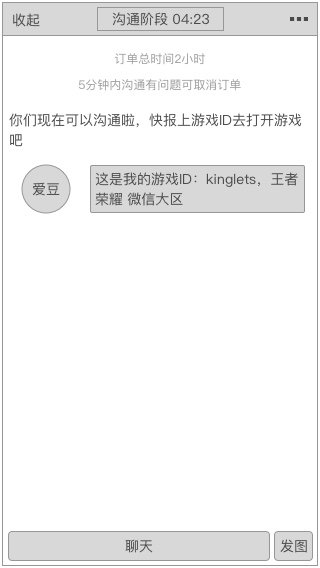 收起
沟通阶段 04:23
订单总时间2小时
5分钟内沟通有问题可取消订单
你们现在可以沟通啦，快报上游戏ID去打开游戏
吧
爱豆
这是我的游戏ID：kinglets，王者
荣耀 微信大区
聊天
发图